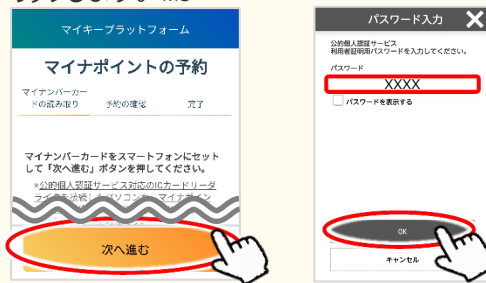 マイキープラットフォーム
マイナポイントの予約
マイナンバーカー
ドの読み取り
予約の確認
完了
マイナンバーカードをスマートフォンにセット
して「次へ進む」ボタンを押してください。
※公的個人認証サービス対応のICカードリーダ
次へ進む
パスワード入力
公的個人認証サービス
利用者証明用パスワードを入力してください。
パスワード
XXXX
パスワードを表示する
OK
キャンセル